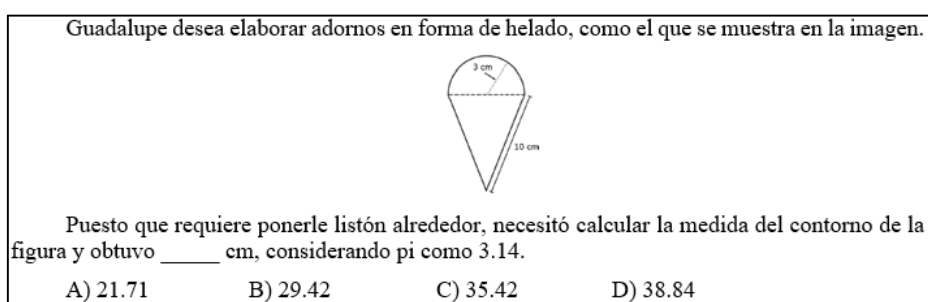 Guadalupe desea elaborar adornos en forma de helado, como el que se muestra en la imagen.
3 cm
10 cm
Puesto que requiere ponerle listón alrededor, necesitó calcular la medida del contorno de la
figura y obtuvo ______ cm, considerando pi como 3.14.
A) 21.71 B) 29.42 C) 35.42 D) 38.84